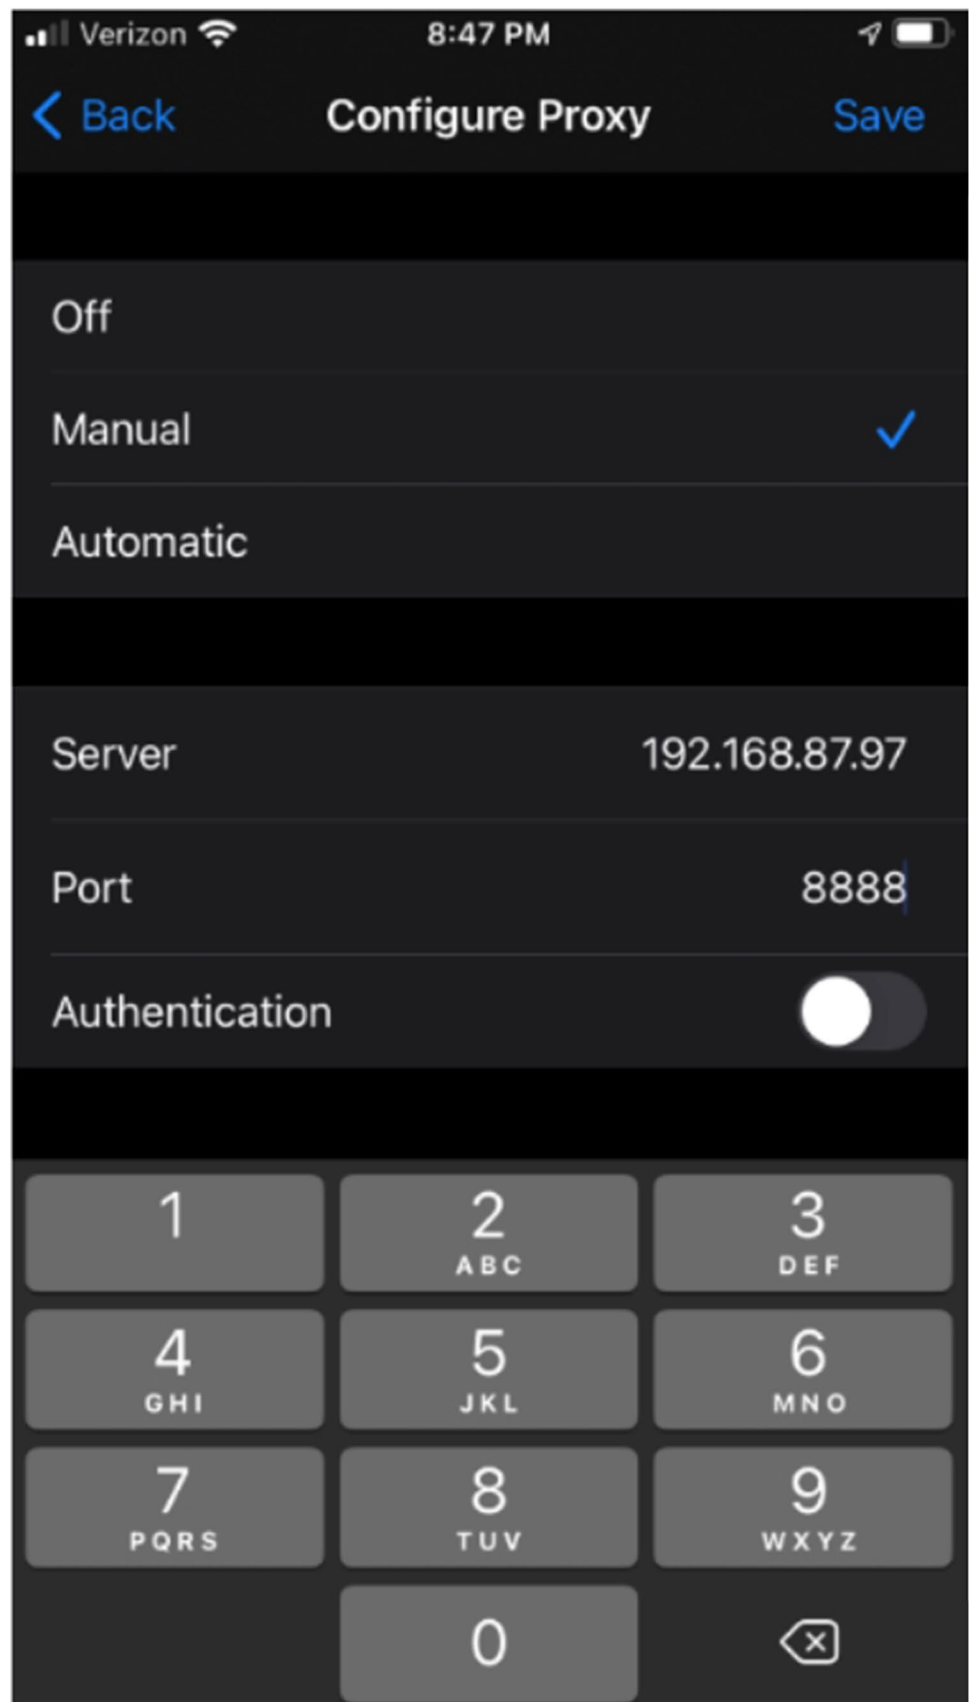 Verizon 8:47 PM
Back Configure Proxy Save
Off
Manual
Automatic
Server 192.168.87.97
Port 8888
Authentication
1 2 3
ABC DEF
4 5 6
GHI JKL MNO
7 8 9
PQRS TUV WXYZ
0